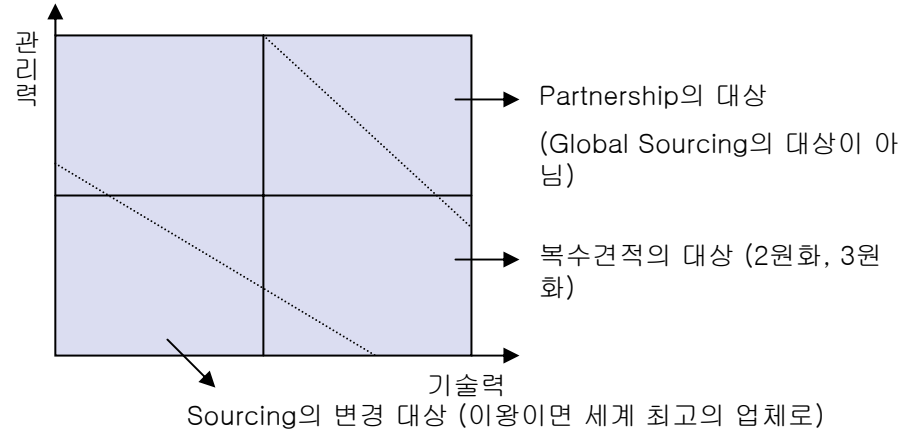 관리력
Partnership의 대상
(Global Sourcing의 대상이 아
님)
복수견적의 대상 (2원화, 3원
화)
기술력
Sourcing의 변경 대상 (이왕이면 세계 최고의 업체로)